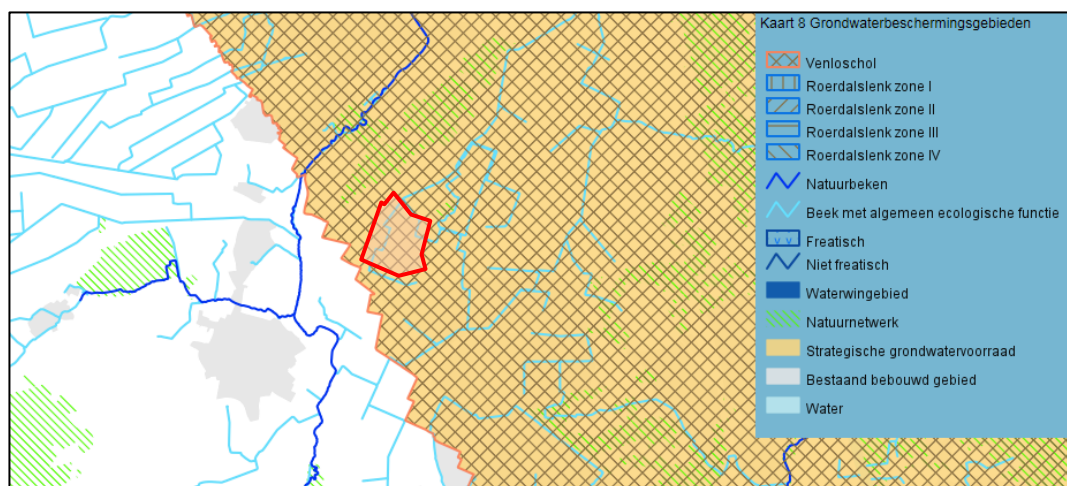 Kaart 8 Grondwaterbeschermingsgebieden
Venloschol
Roerdalslenk zone I
Roerdalslenk zone II
Roerdalslenk zone III
Roerdalslenk zone IV
Natuurbeken
Beek met algemeen ecologische functie
Freatisch
Niet freatisch
Waterwingebied
Natuurnetwerk
Strategische grondwatervoorraad
Bestaand bebouwd gebied
Water